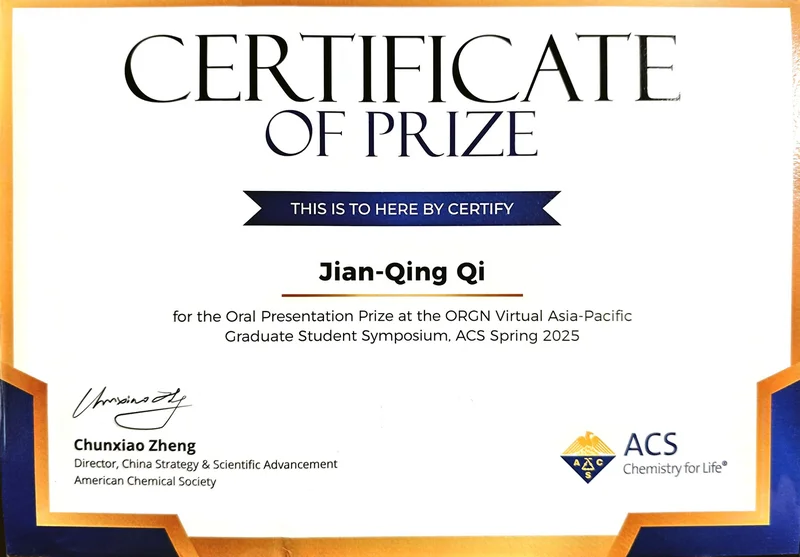 CERTIFICATE
OF PRIZE
THIS IS TO HERE BY CERTIFY
Jian-Qing Qi
for the Oral Presentation Prize at the ORGN Virtual Asia-Pacific
Graduate Student Symposium, ACS Spring 2025
Chunxiao Zheng
Director, China Strategy & Scientific Advancement
American Chemical Society
ACS
ACS
Chemistry for Life®